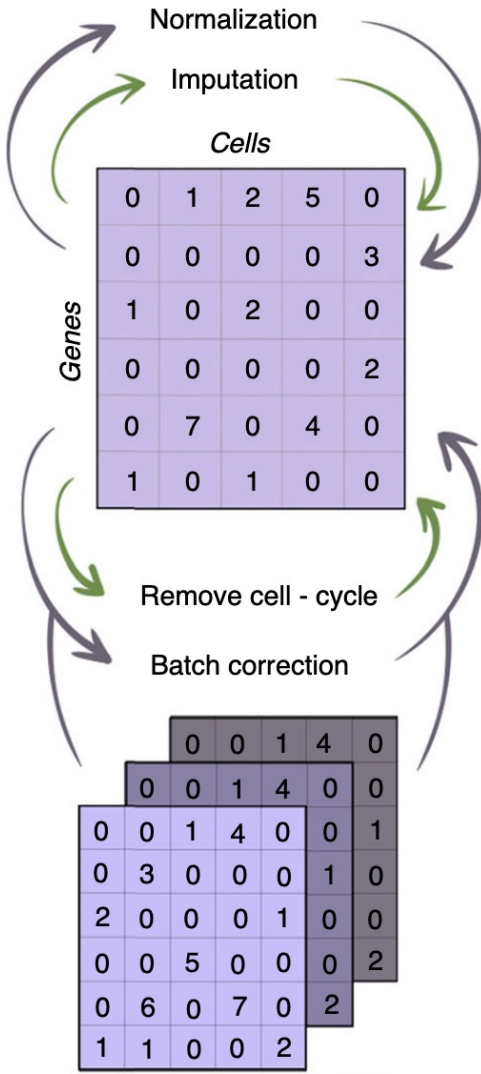 Normalization
Imputation
Cells
Genes
0 1 2 5 0
0 0 0 0 3
1 0 2 0 0
0 0 0 0 2
0 7 0 4 0
1 0 1 0 0
Remove cell - cycle
Batch correction
0 0 1 4 0
0 0 1 4 0 0
0 0 1 4 0 0 1
0 3 0 0 0 1 0
2 0 0 0 1 0 0
0 0 5 0 0 0 2
0 6 0 7 0 2
1 1 0 0 2